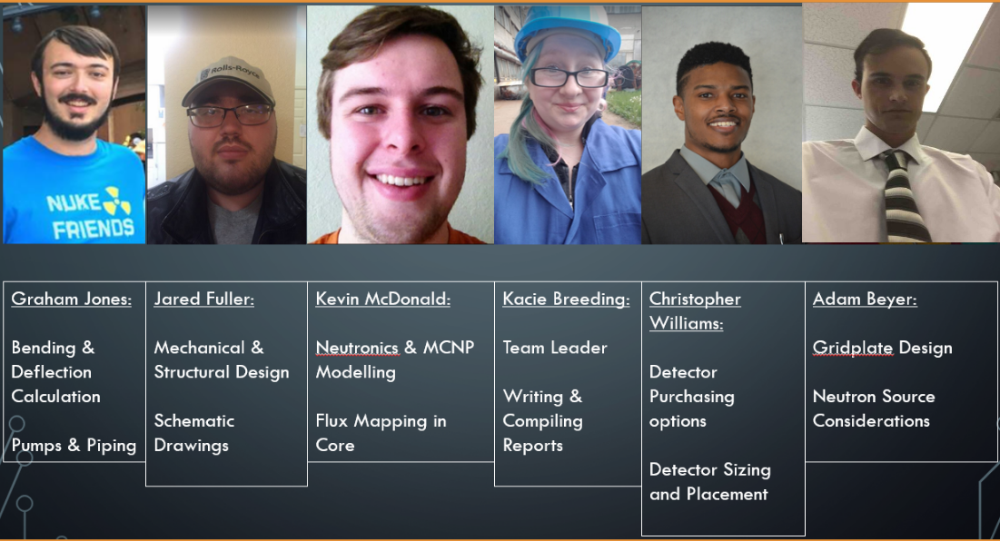 NUKE
FRIENDS
Rolls-Royce
Graham Jones:
Bending &
Deflection
Calculation
Pumps & Piping
Jared Fuller:
Mechanical &
Structural Design
Schematic
Drawings
Kevin McDonald:
Neutronics & MCNP
Modelling
Flux Mapping in
Core
Kacie Breeding:
Team Leader
Writing &
Compiling
Reports
Christopher
Williams:
Detector
Purchasing
options
Detector Sizing
and Placement
Adam Beyer:
Gridplate Design
Neutron Source
Considerations